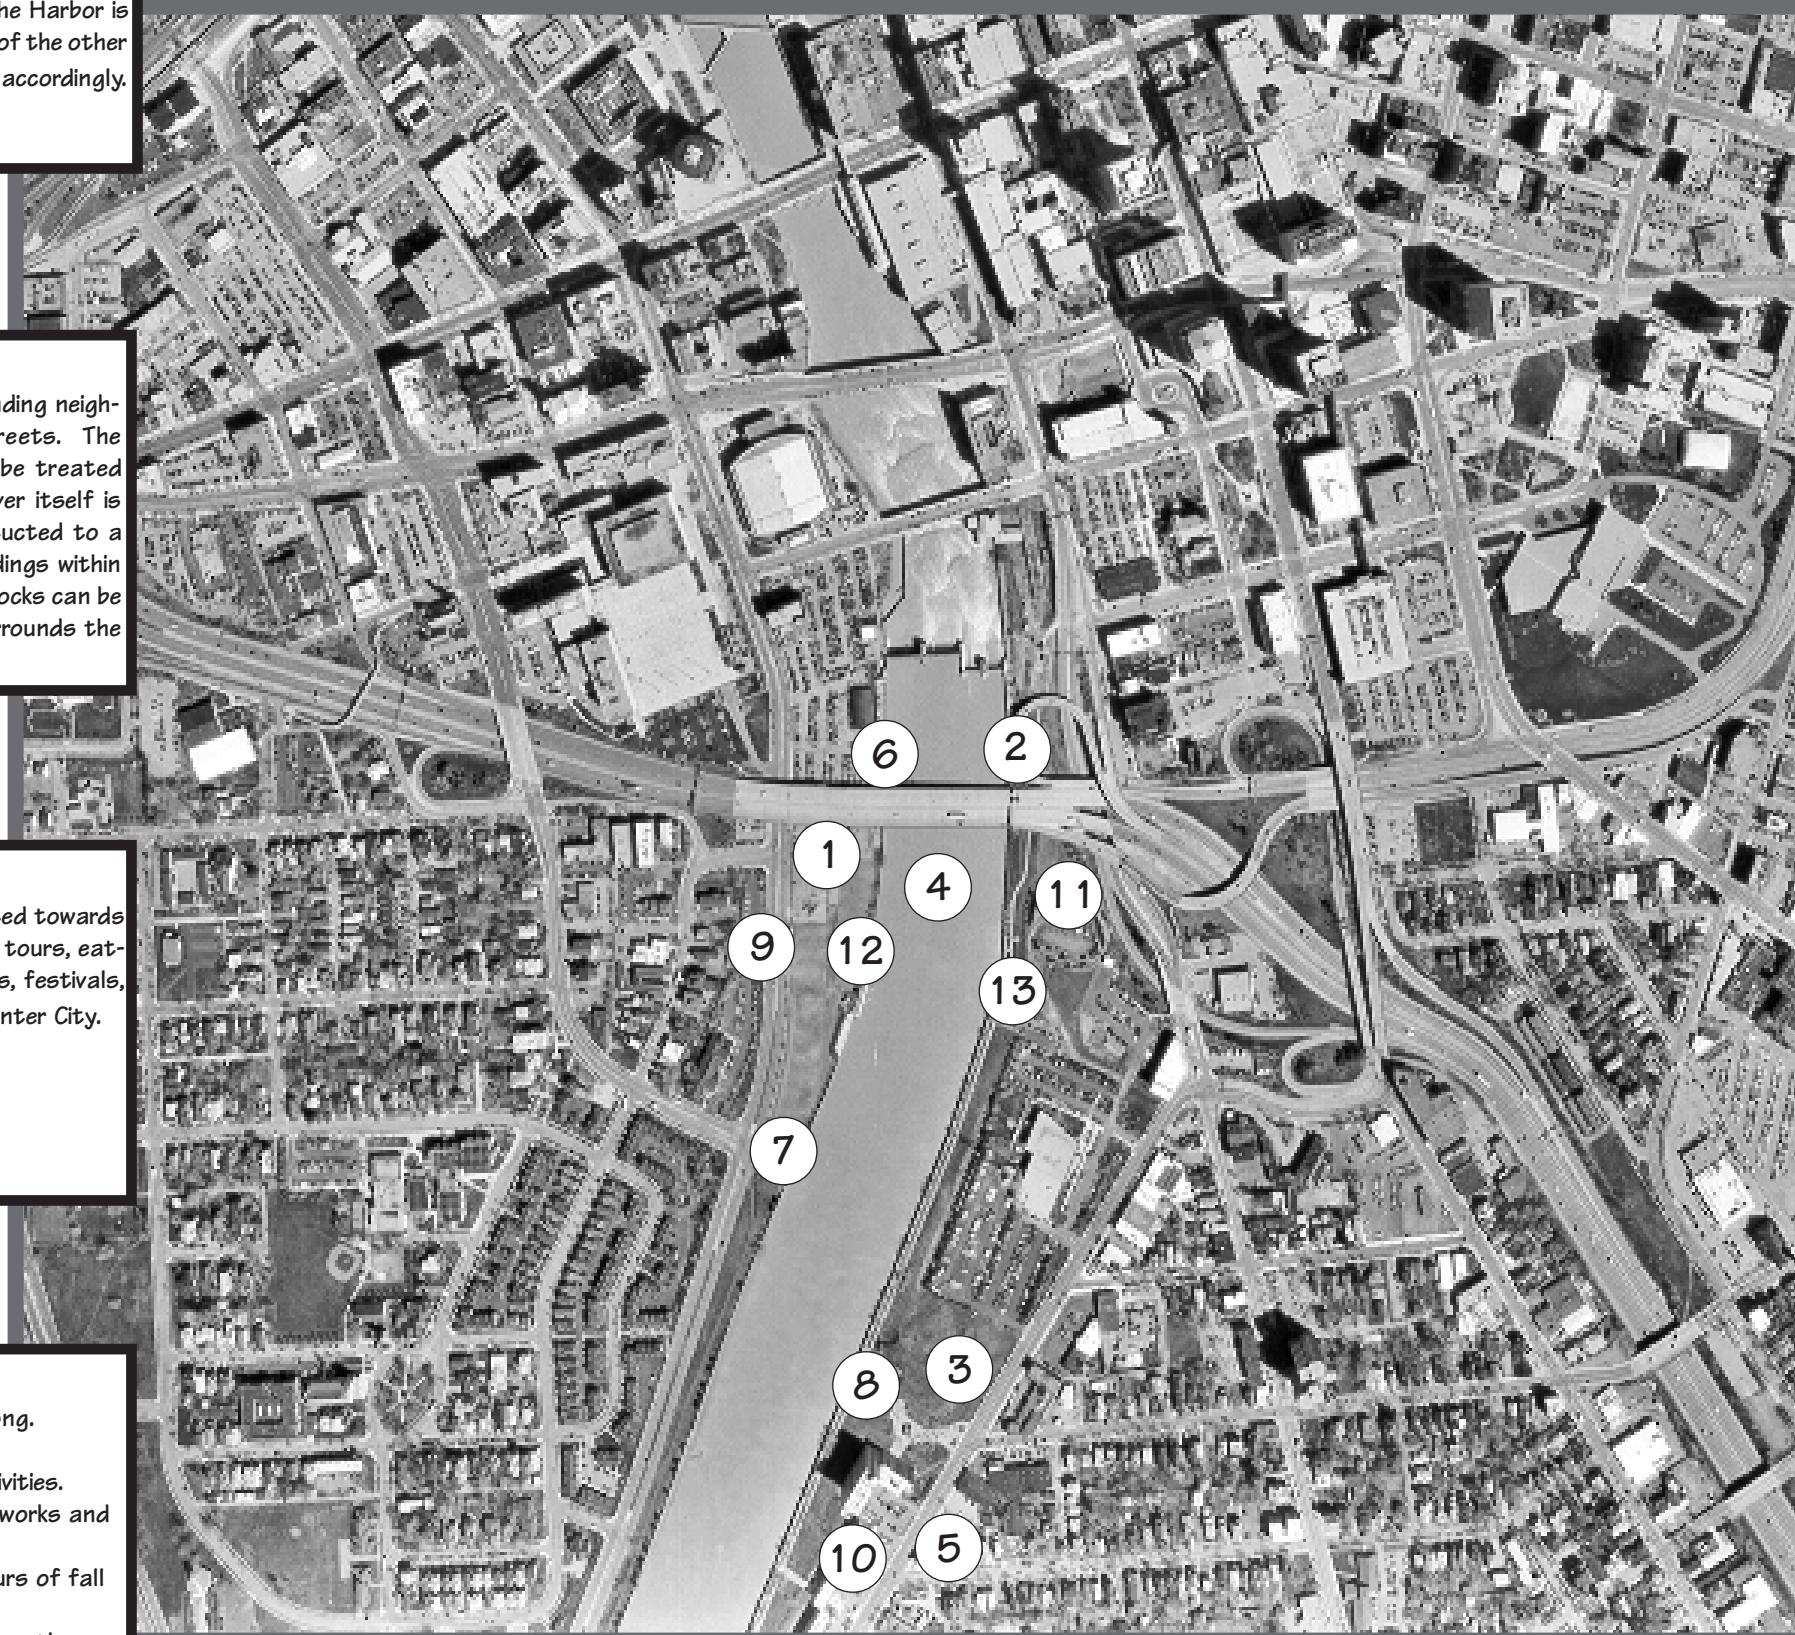 he Harbor is
of the other
accordingly.
ding neigh-
reets. The
be treated
ver itself is
ucted to a
dings within
ocks can be
rounds the
ed towards
tours, eat-
s, festivals,
nter City.
ng.
vities.
works and
urs of fall
6
2
1
4
11
9
12
13
7
8
3
10
5